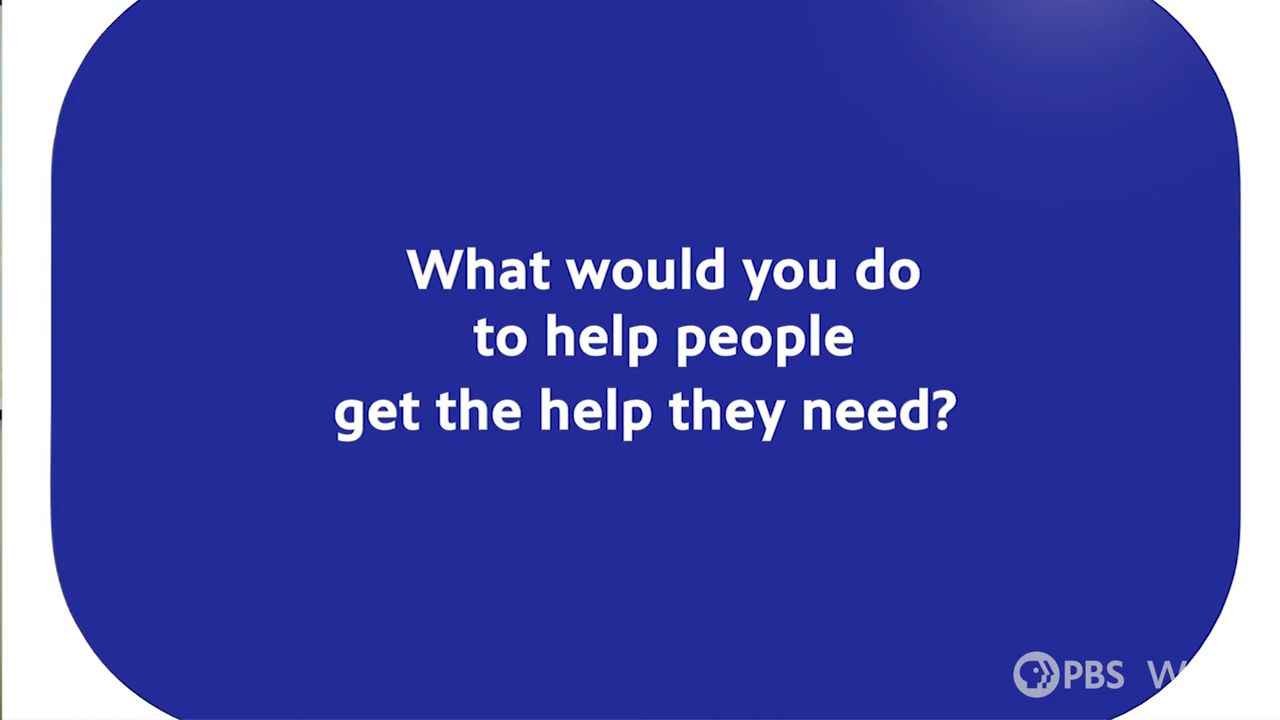 What would you do
to help people
get the help they need?
PBS W